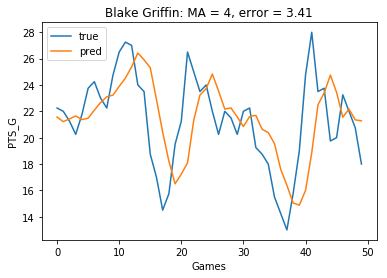 Blake Griffin: MA = 4, error = 3.41
true
pred
PTS_G
28
26
24
22
20
18
16
14
0
10
20
30
40
50
Games